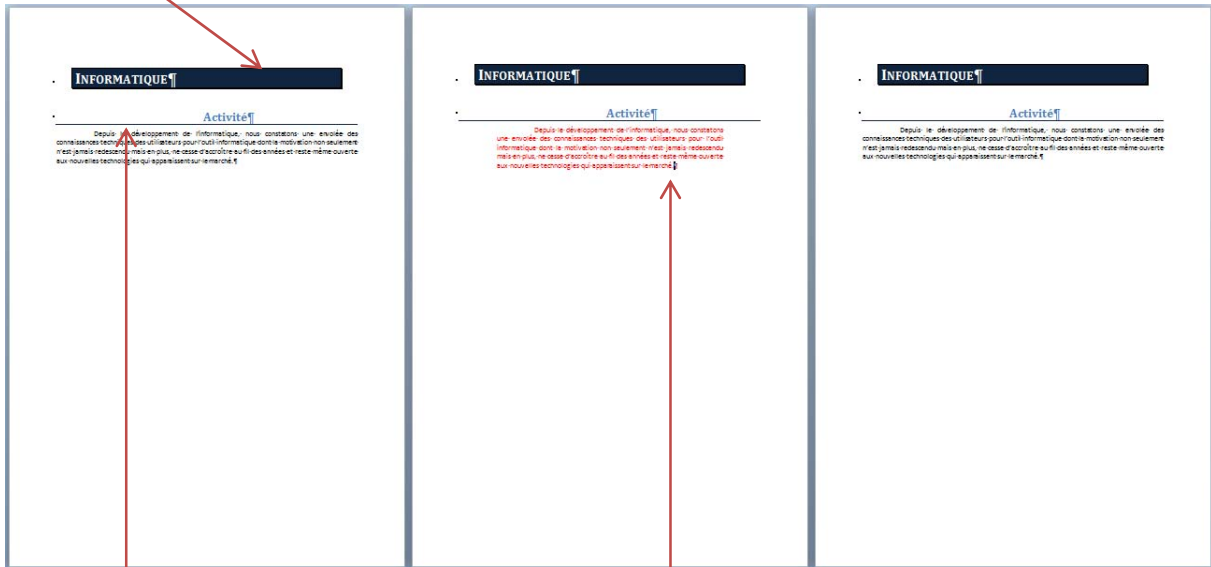 INFORMATIQUE¶
Activité¶
Depuis le développement de l'informatique, nous constatons une envolée des
connaissances techniques des utilisateurs pour l'outil informatique dont la motivation non seulement
n'est jamais redescendu mais en plus, ne cesse d'accroître au fil des années et reste même ouverte
aux nouvelles technologies qui apparaissent sur le marché.¶
INFORMATIQUE¶
Activité¶
Depuis le développement de l'informatique, nous constatons
une envolée des connaissances techniques des utilisateurs pour l'outil
informatique dont la motivation non seulement n'est jamais redescendu
mais en plus, ne cesse d'accroître au fil des années et reste même ouverte
aux nouvelles technologies qui apparaissent sur le marché.¶
INFORMATIQUE¶
Activité¶
Depuis le développement de l'informatique, nous constatons une envolée des
connaissances techniques des utilisateurs pour l'outil informatique dont la motivation non seulement
n'est jamais redescendu mais en plus, ne cesse d'accroître au fil des années et reste même ouverte
aux nouvelles technologies qui apparaissent sur le marché.¶